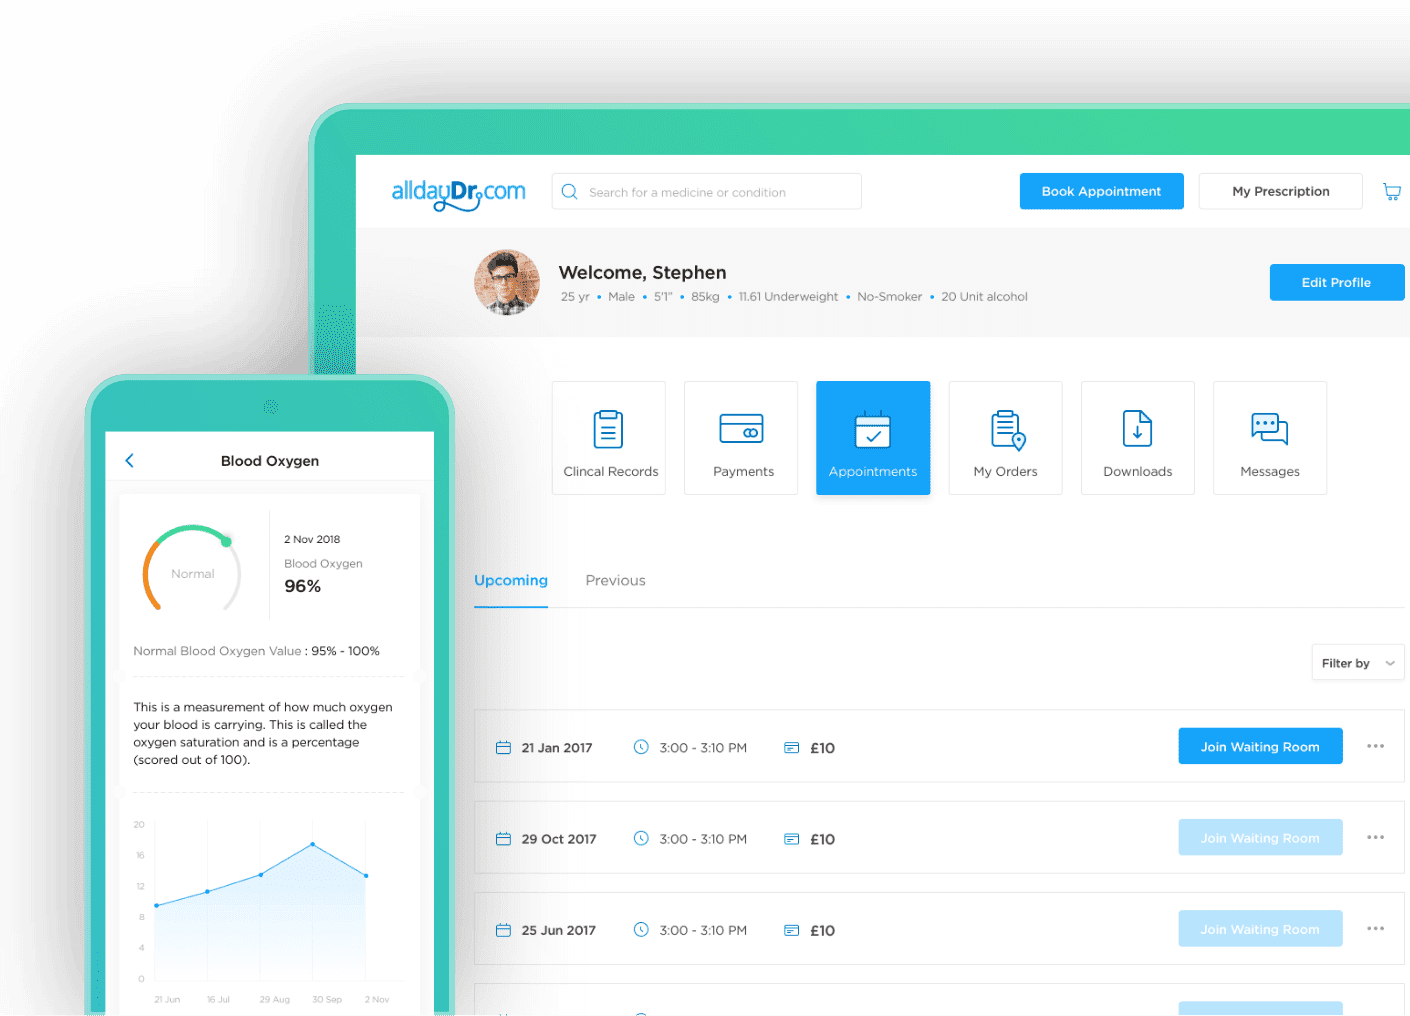 alldayDr.com
Search for a medicine or condition
Book Appointment
My Prescription
Welcome, Stephen
25 yr • Male • 5'1" • 85kg • 11.61 Underweight • No-Smoker • 20 Unit alcohol
Edit Profile
Clincal Records
Payments
Appointments
My Orders
Downloads
Messages
Upcoming
Previous
Filter by
21 Jan 2017 3:00 - 3:10 PM £10 Join Waiting Room
29 Oct 2017 3:00 - 3:10 PM £10 Join Waiting Room
25 Jun 2017 3:00 - 3:10 PM £10 Join Waiting Room
Blood Oxygen
Normal
2 Nov 2018
Blood Oxygen
96%
Normal Blood Oxygen Value : 95% - 100%
This is a measurement of how much oxygen
your blood is carrying. This is called the
oxygen saturation and is a percentage
(scored out of 100).
20
16
12
8
4
0
21 Jun 16 Jul 29 Aug 30 Sep 2 Nov